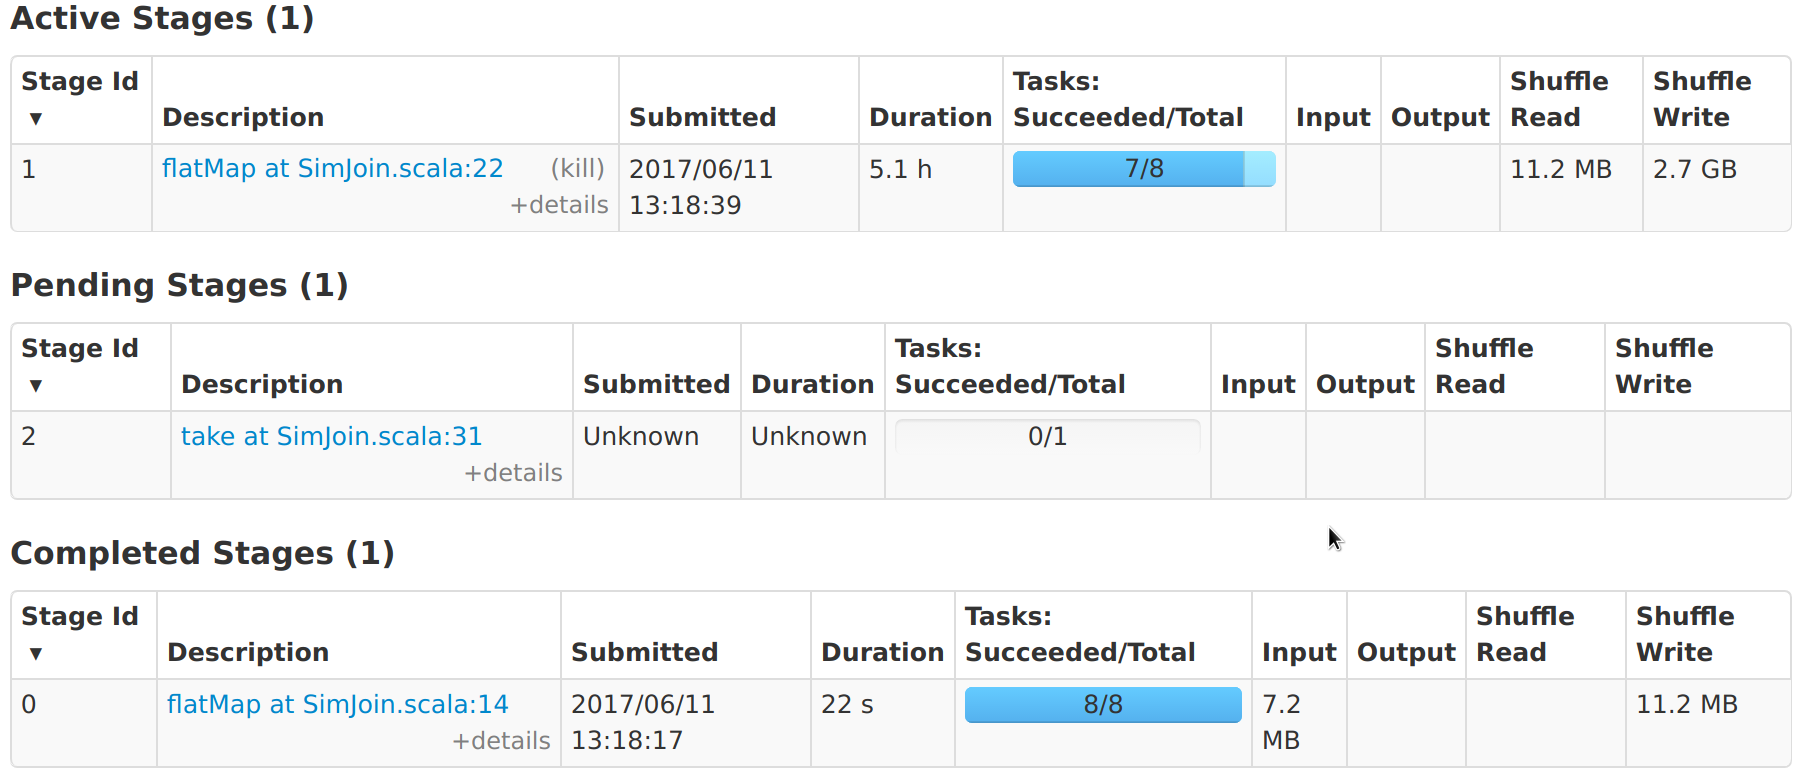 Active Stages (1)
Stage Id ▼ Description Submitted Duration Tasks: Succeeded/Total Input Output Shuffle Read Shuffle Write
1 flatMap at SimJoin.scala:22 (kill) +details 2017/06/11 13:18:39 5.1 h 7/8 11.2 MB 2.7 GB
Pending Stages (1)
Stage Id ▼ Description Submitted Duration Tasks: Succeeded/Total Input Output Shuffle Read Shuffle Write
2 take at SimJoin.scala:31 +details Unknown Unknown 0/1
Completed Stages (1)
Stage Id ▼ Description Submitted Duration Tasks: Succeeded/Total Input Output Shuffle Read Shuffle Write
0 flatMap at SimJoin.scala:14 +details 2017/06/11 13:18:17 22 s 8/8 7.2 MB 11.2 MB